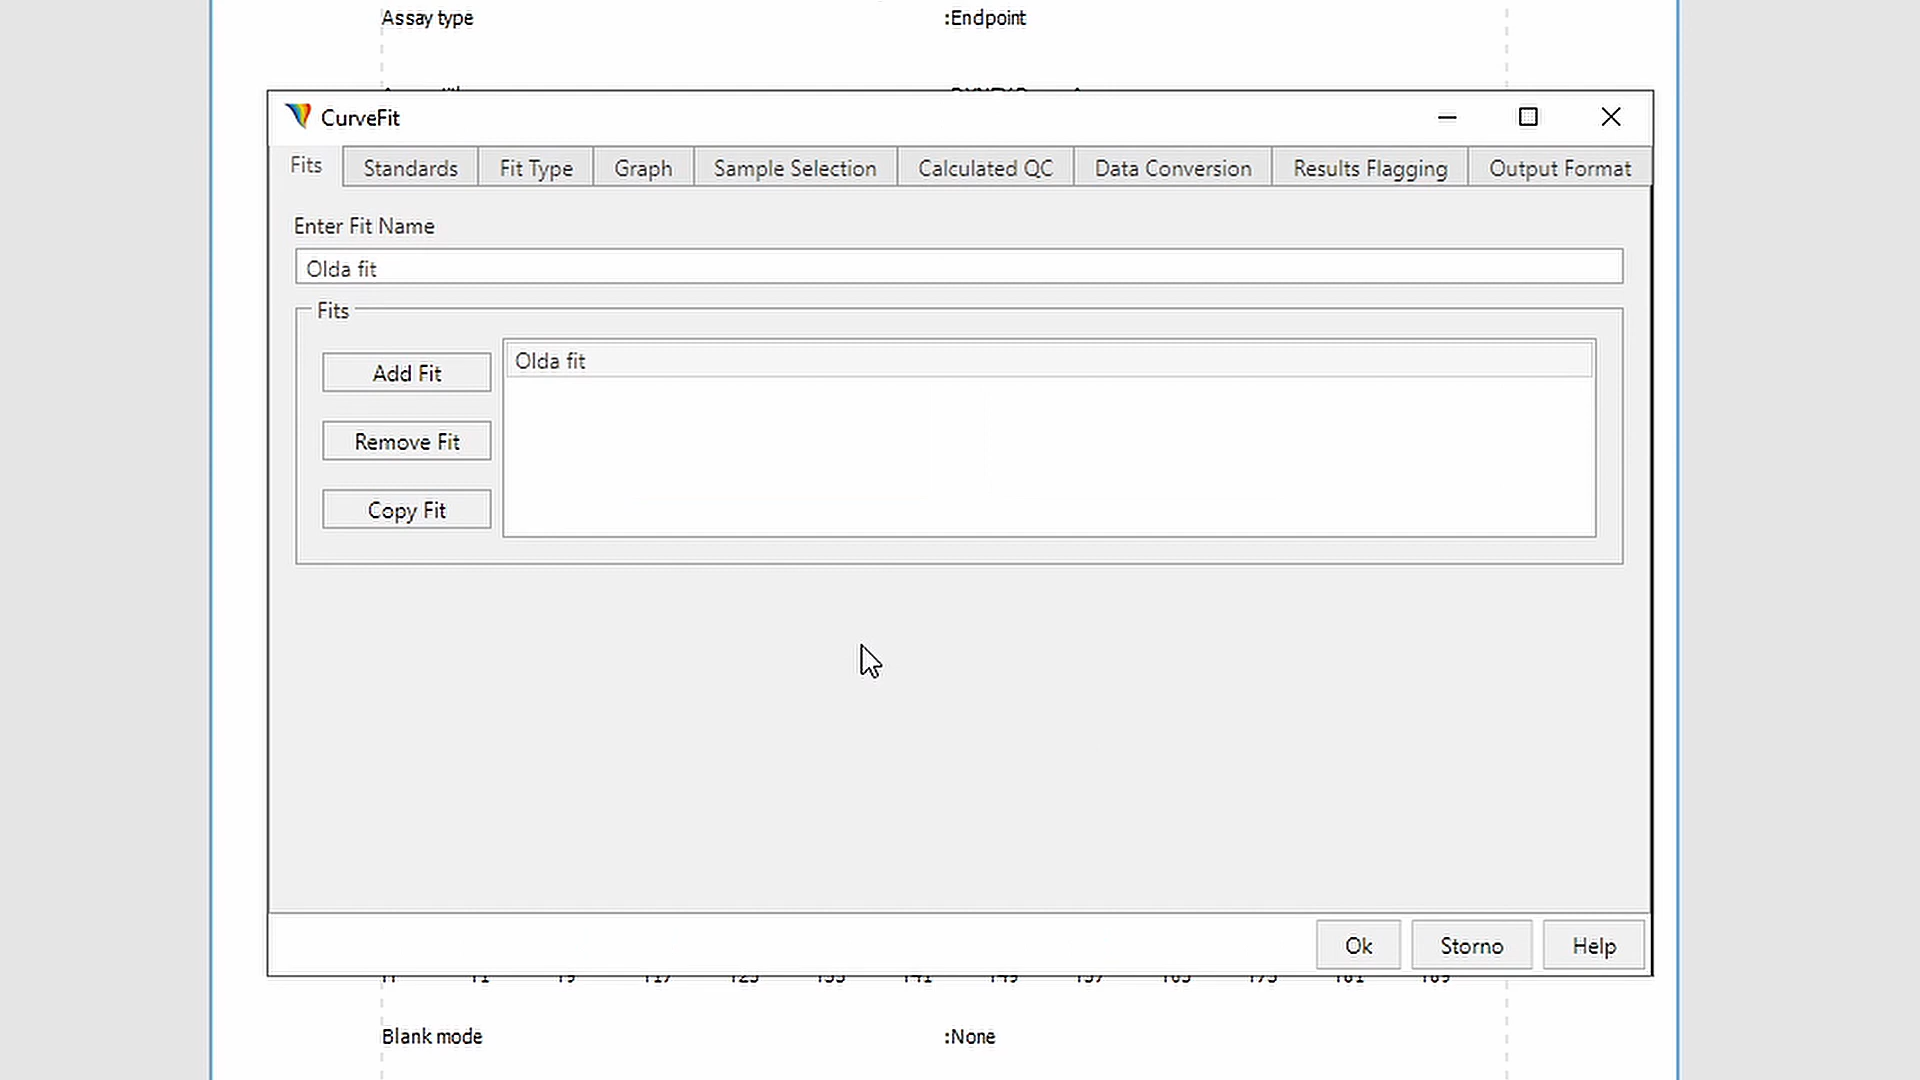 Assay type :Endpoint
CurveFit
Fits Standards Fit Type Graph Sample Selection Calculated QC Data Conversion Results Flagging Output Format
Enter Fit Name
Olda fit
Fits
Add Fit
Olda fit
Remove Fit
Copy Fit
Ok Storno Help
Blank mode :None